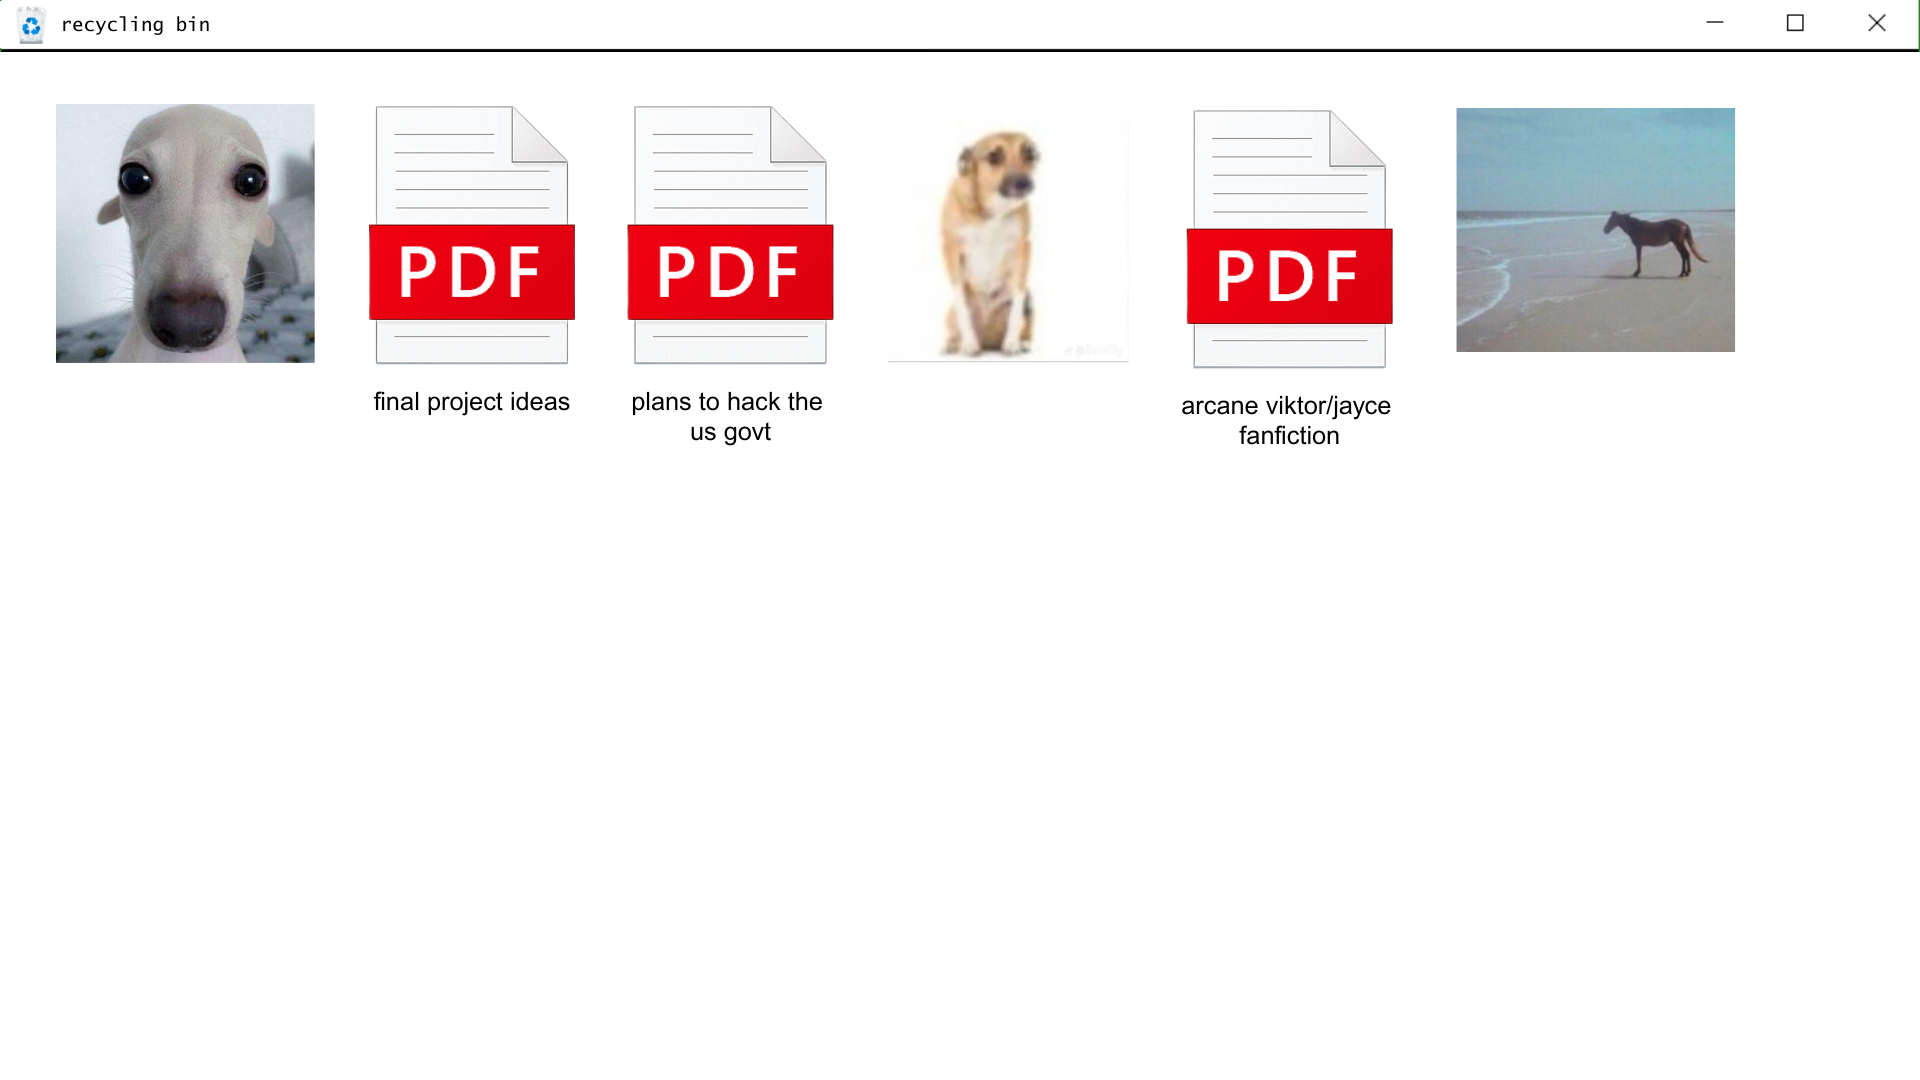 recycling bin
PDF
PDF
PDF
final project ideas
plans to hack the
us govt
arcane viktor/jayce
fanfiction